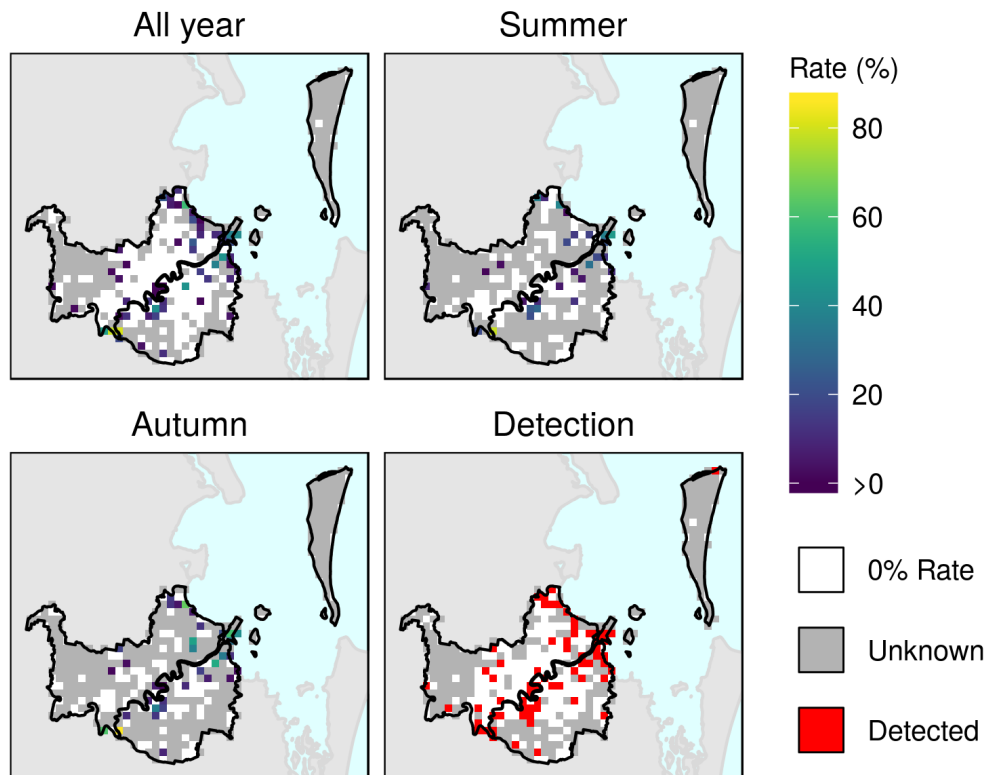 All year
Summer
Rate (%)
80
60
40
20
>0
Autumn
Detection
0% Rate
Unknown
Detected